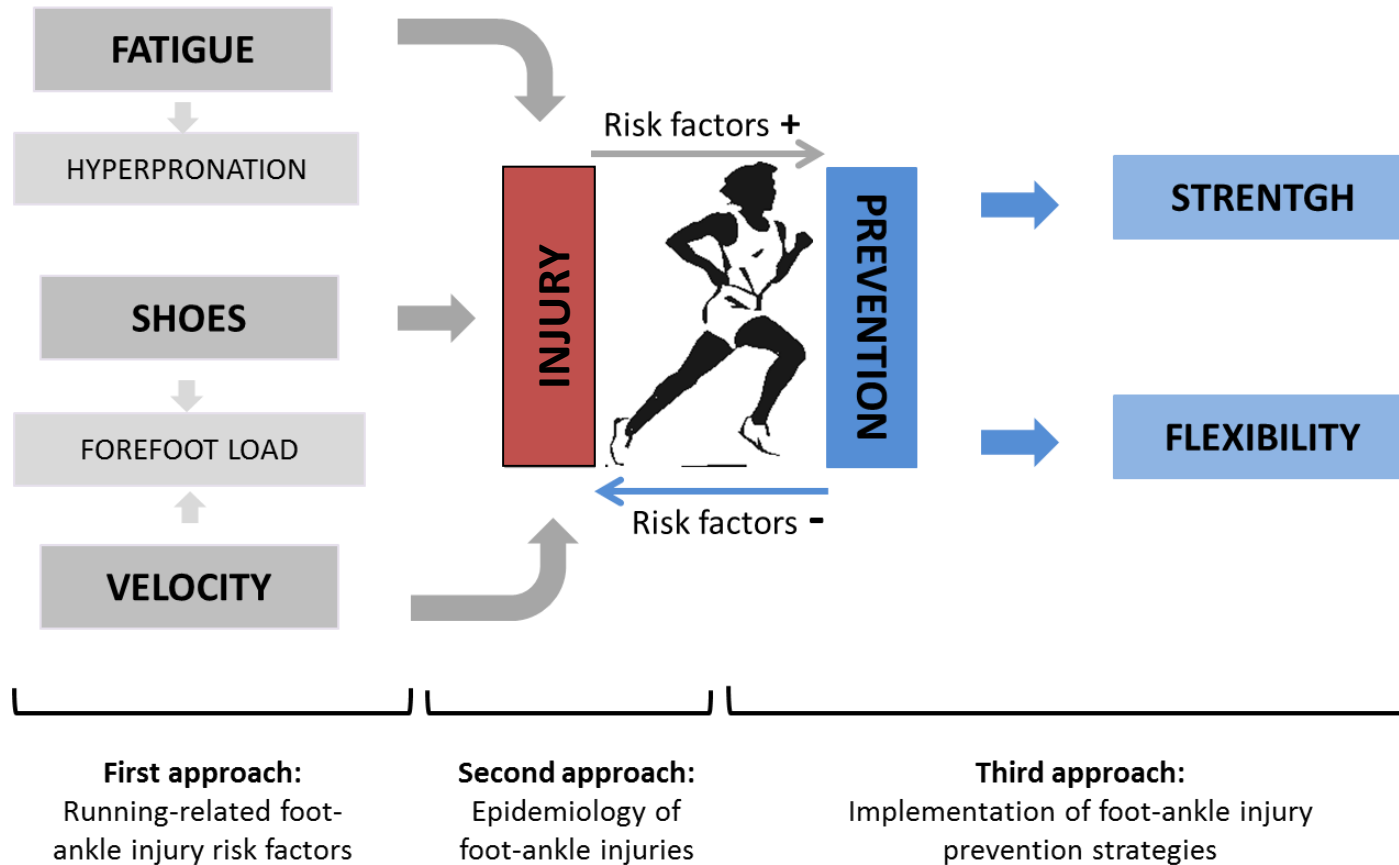 FATIGUE
HYPERPRONATION
SHOES
FOREFOOT LOAD
VELOCITY
Risk factors +
INJURY
PREVENTION
Risk factors -
STRENTGH
FLEXIBILITY
First approach:
Running-related foot-
ankle injury risk factors
Second approach:
Epidemiology of
foot-ankle injuries
Third approach:
Implementation of foot-ankle injury
prevention strategies